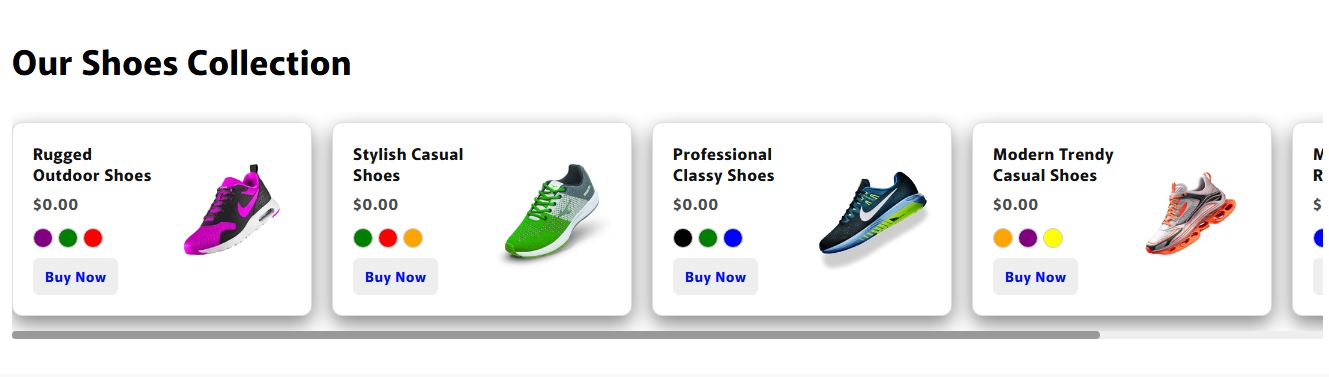 Our Shoes Collection
Rugged
Outdoor Shoes
$0.00
Buy Now
Stylish Casual
Shoes
$0.00
Buy Now
Professional
Classy Shoes
$0.00
Buy Now
Modern Trendy
Casual Shoes
$0.00
Buy Now